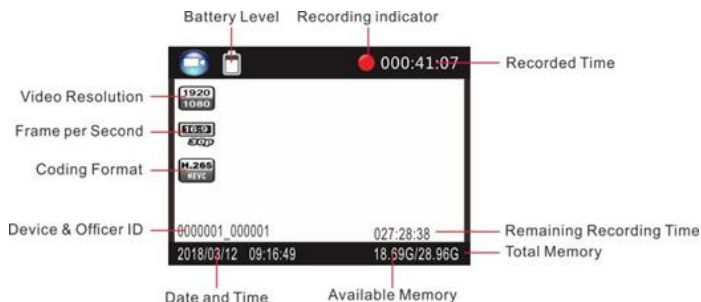 Battery Level Recording indicator
000:41:07 Recorded Time
Video Resolution 1920
1080
Frame per Second 16:9
30p
Coding Format H.265
HEVC
Device & Officer ID 0000001_000001 027:28:38 Remaining Recording Time
2018/03/12 09:16:49 18.69G/28.96G Total Memory
Date and Time Available Memory